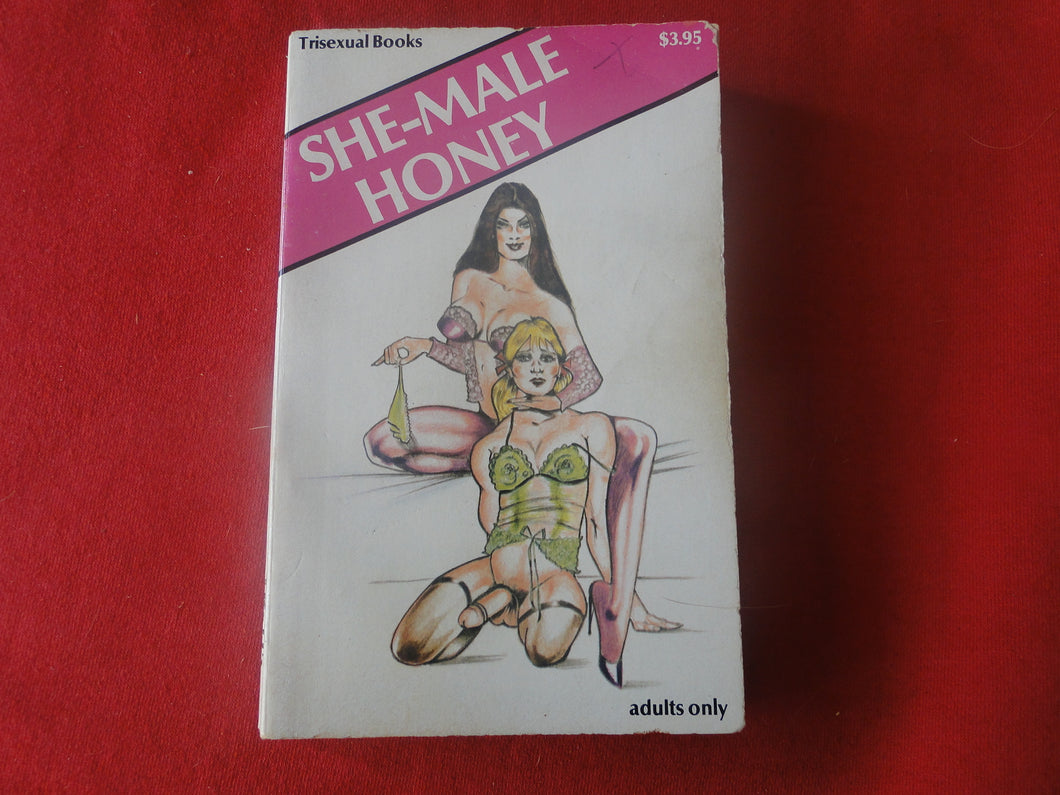 Trisexual Books
$3.95
SHE-MALE
HONEY
adults only